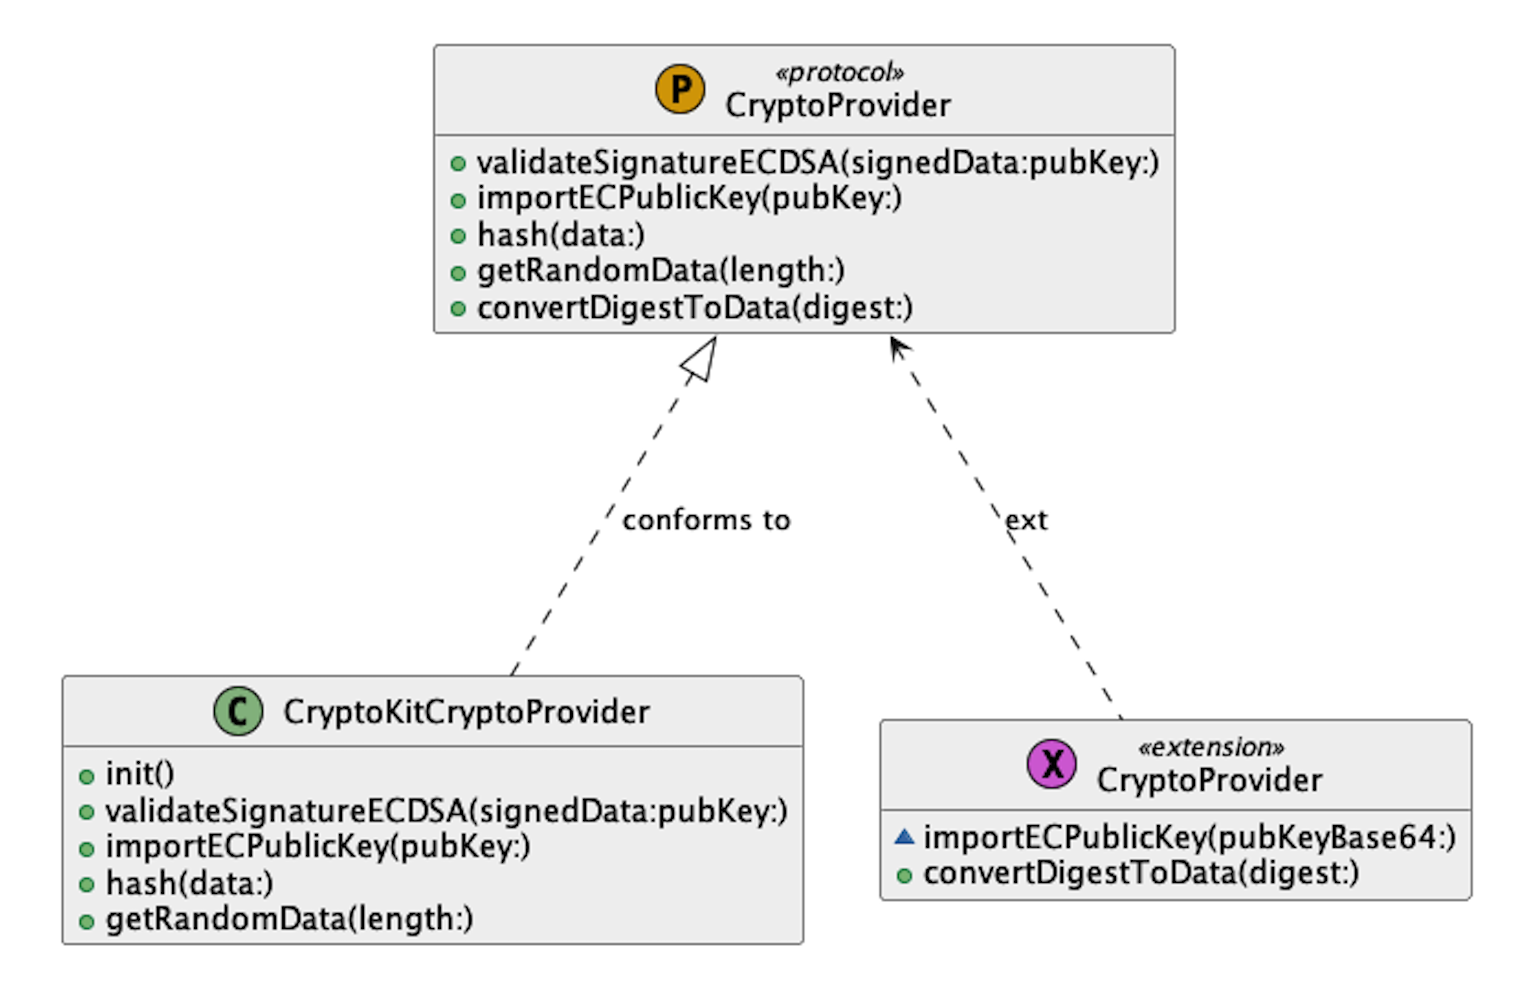 «protocol»
P CryptoProvider
validateSignatureECDSA(signedData:pubKey:)
importECPublicKey(pubKey:)
hash(data:)
getRandomData(length:)
convertDigestToData(digest:)
conforms to
ext
C CryptoKitCryptoProvider
init()
validateSignatureECDSA(signedData:pubKey:)
importECPublicKey(pubKey:)
hash(data:)
getRandomData(length:)
«extension»
X CryptoProvider
importECPublicKey(pubKeyBase64:)
convertDigestToData(digest:)